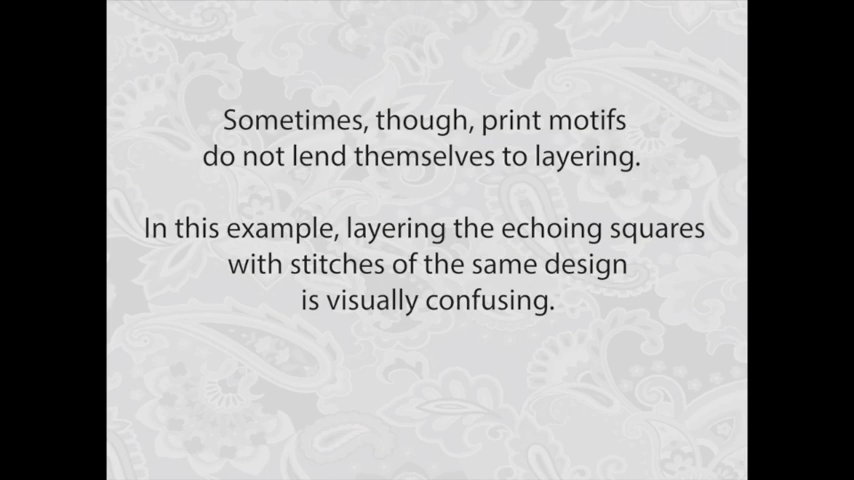 Sometimes, though, print motifs
do not lend themselves to layering.
In this example, layering the echoing squares
with stitches of the same design
is visually confusing.